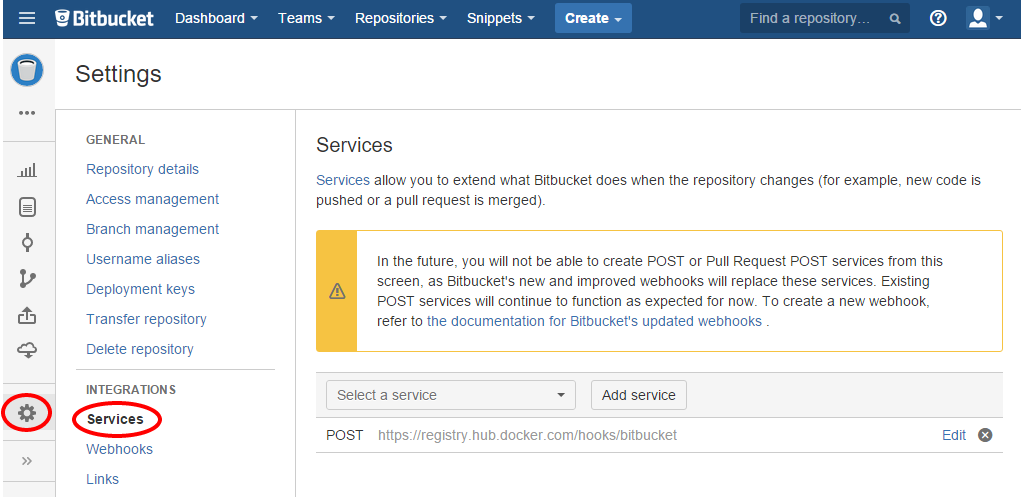 Bitbucket Dashboard Teams Repositories Snippets Create Find a repository...
Settings
GENERAL
Repository details
Access management
Branch management
Username aliases
Deployment keys
Transfer repository
Delete repository
INTEGRATIONS
Services
Webhooks
Links
Services
Services allow you to extend what Bitbucket does when the repository changes (for example, new code is
pushed or a pull request is merged).
In the future, you will not be able to create POST or Pull Request POST services from this
screen, as Bitbucket's new and improved webhooks will replace these services. Existing
POST services will continue to function as expected for now. To create a new webhook,
refer to the documentation for Bitbucket's updated webhooks .
Select a service Add service
POST https://registry.hub.docker.com/hooks/bitbucket Edit